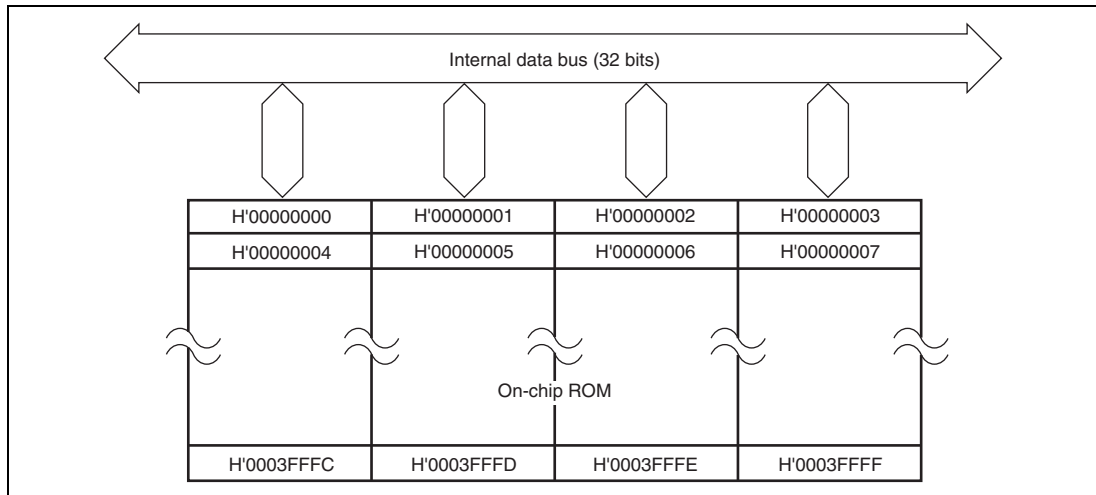 Internal data bus (32 bits)
H'00000000 H'00000001 H'00000002 H'00000003
H'00000004 H'00000005 H'00000006 H'00000007
On-chip ROM
H'0003FFFC H'0003FFFD H'0003FFFE H'0003FFFF